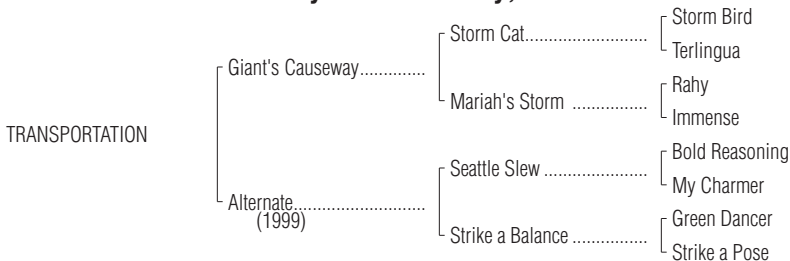 Storm Bird
Storm Cat..............................
Terlingua
Giant's Causeway..............
Rahy
Mariah's Storm ................
Immense
TRANSPORTATION
Bold Reasoning
Seattle Slew ......................
My Charmer
Alternate............................
(1999)
Green Dancer
Strike a Balance ................
Strike a Pose